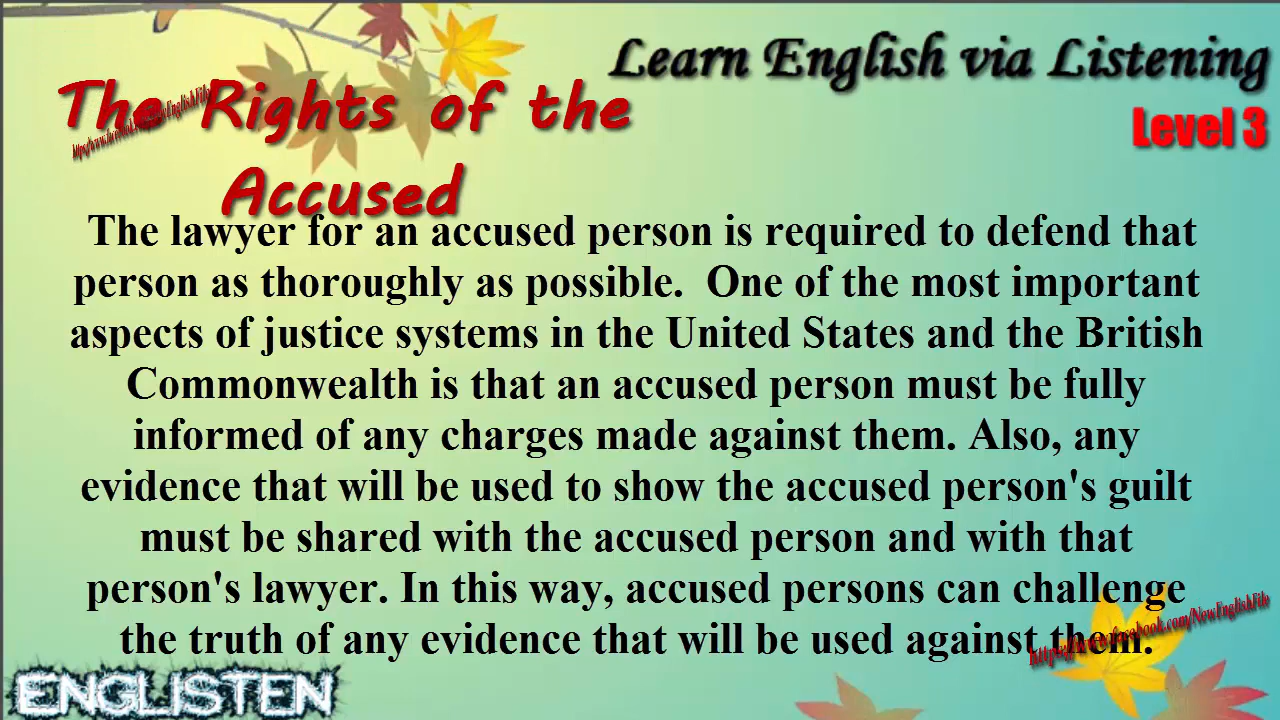 Learn English via Listening
Level 3
The Rights of the
Accused
The lawyer for an accused person is required to defend that
person as thoroughly as possible.  One of the most important
aspects of justice systems in the United States and the British
Commonwealth is that an accused person must be fully
informed of any charges made against them. Also, any
evidence that will be used to show the accused person's guilt
must be shared with the accused person and with that
person's lawyer. In this way, accused persons can challenge
the truth of any evidence that will be used against them.
https://www.facebook.com/NewEnglishFilo
ENGLISTEN